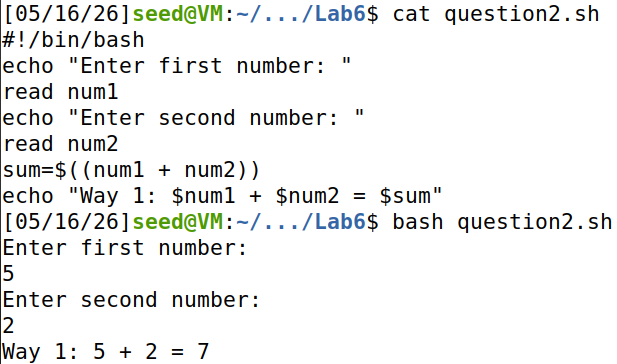 [05/16/26]seed@VM:~/.../Lab6$ cat question2.sh
#!/bin/bash
echo "Enter first number: "
read num1
echo "Enter second number: "
read num2
sum=$((num1 + num2))
echo "Way 1: $num1 + $num2 = $sum"
[05/16/26]seed@VM:~/.../Lab6$ bash question2.sh
Enter first number:
5
Enter second number:
2
Way 1: 5 + 2 = 7